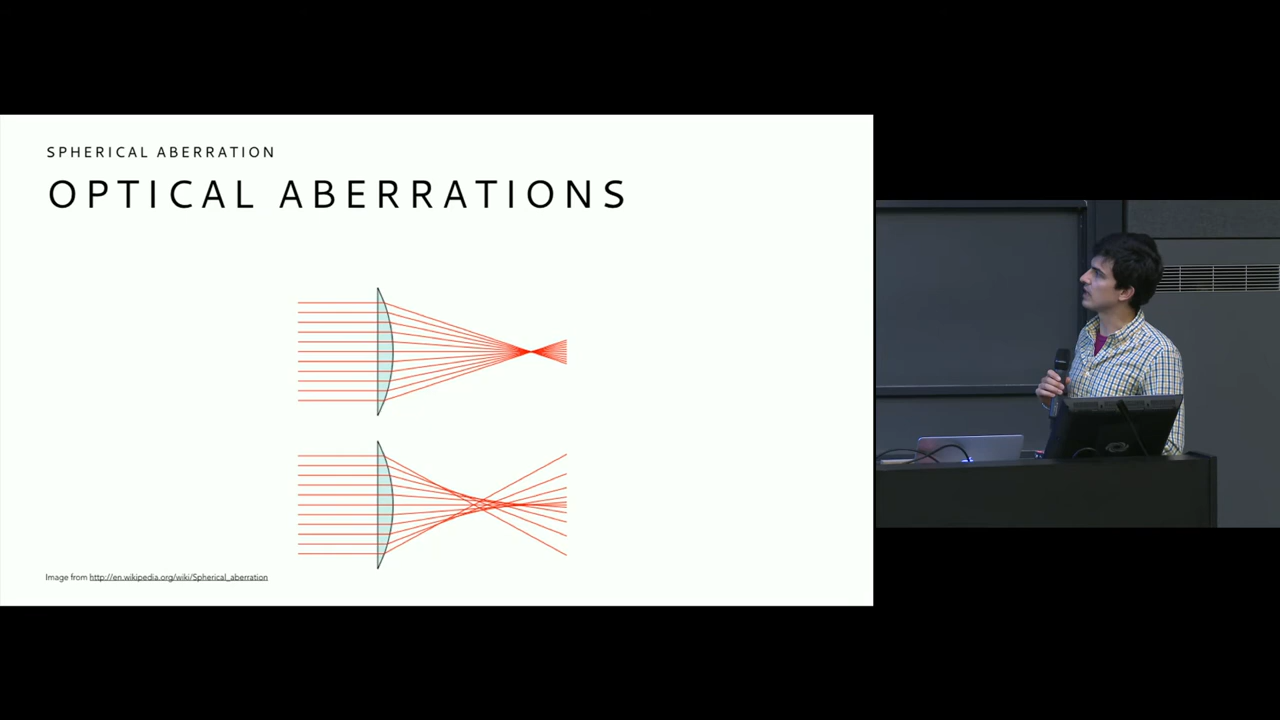 SPHERICAL ABERRATION
OPTICAL ABERRATIONS
Image from http://en.wikipedia.org/wiki/Spherical_aberration